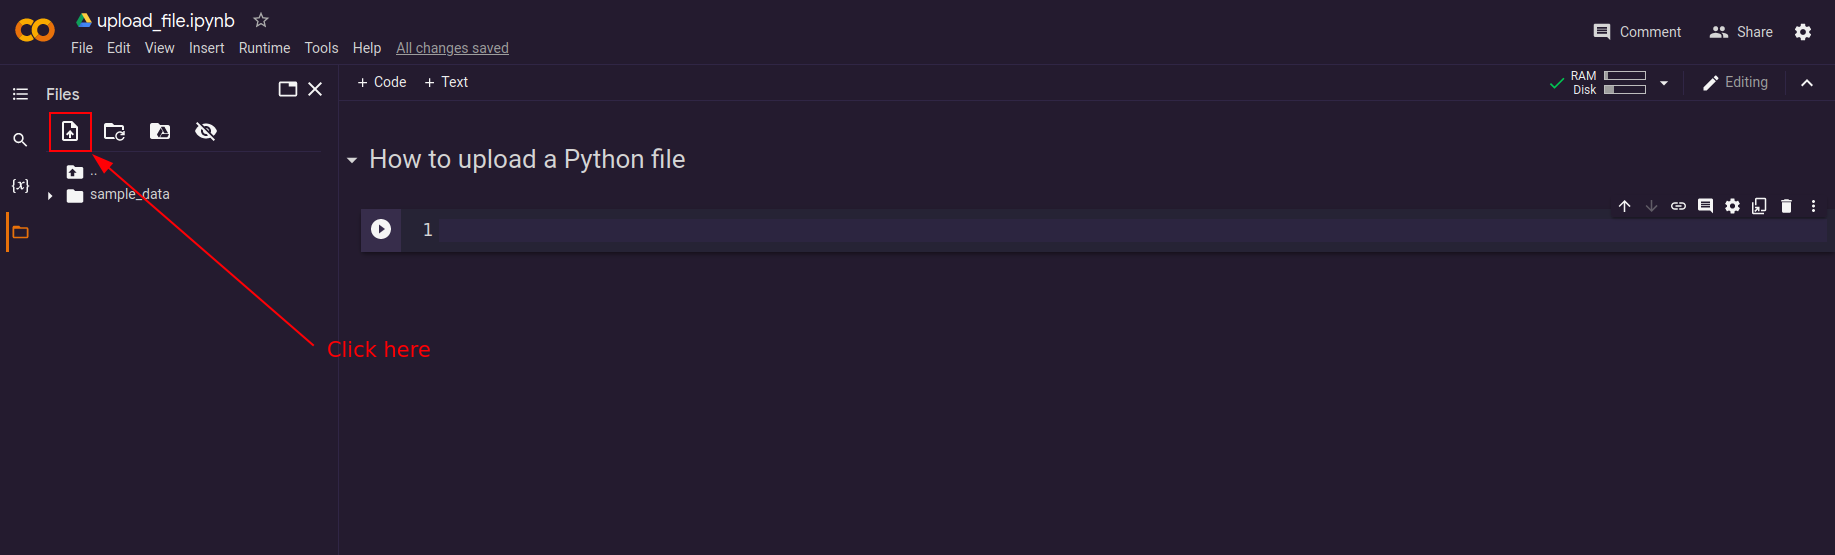 upload_file.ipynb
File Edit View Insert Runtime Tools Help All changes saved
Comment Share
Files
+ Code + Text
RAM
Disk
Editing
..
sample_data
{x}
How to upload a Python file
1
Click here